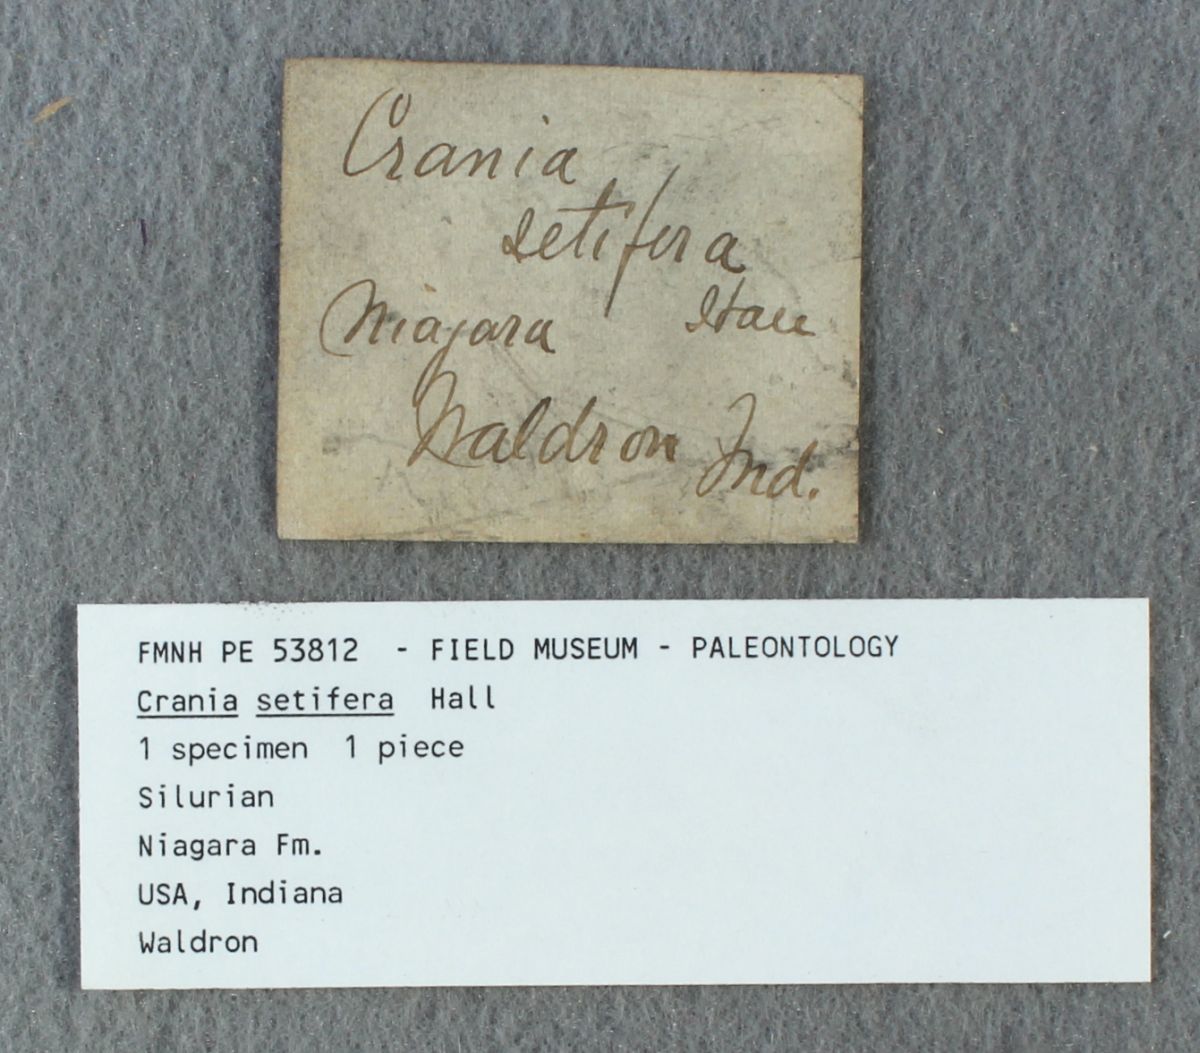 Crania
setifera
Hall
Niagara
Waldron Ind.
FMNH PE 53812 - FIELD MUSEUM - PALEONTOLOGY
Crania setifera Hall
1 specimen 1 piece
Silurian
Niagara Fm.
USA, Indiana
Waldron